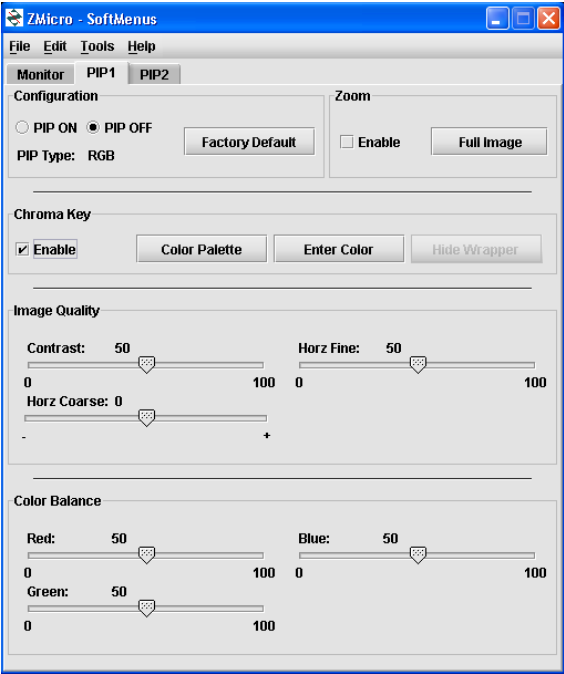 ZMicro - SoftMenus
File Edit Tools Help
Monitor PIP1 PIP2
Configuration
PIP ON PIP OFF
Factory Default
PIP Type: RGB
Zoom
Enable
Full Image
Chroma Key
Enable
Color Palette
Enter Color
Hide Wrapper
Image Quality
Contrast: 50
0 100
Horz Fine: 50
0 100
Horz Coarse: 0
- +
Color Balance
Red: 50
0 100
Blue: 50
0 100
Green: 50
0 100